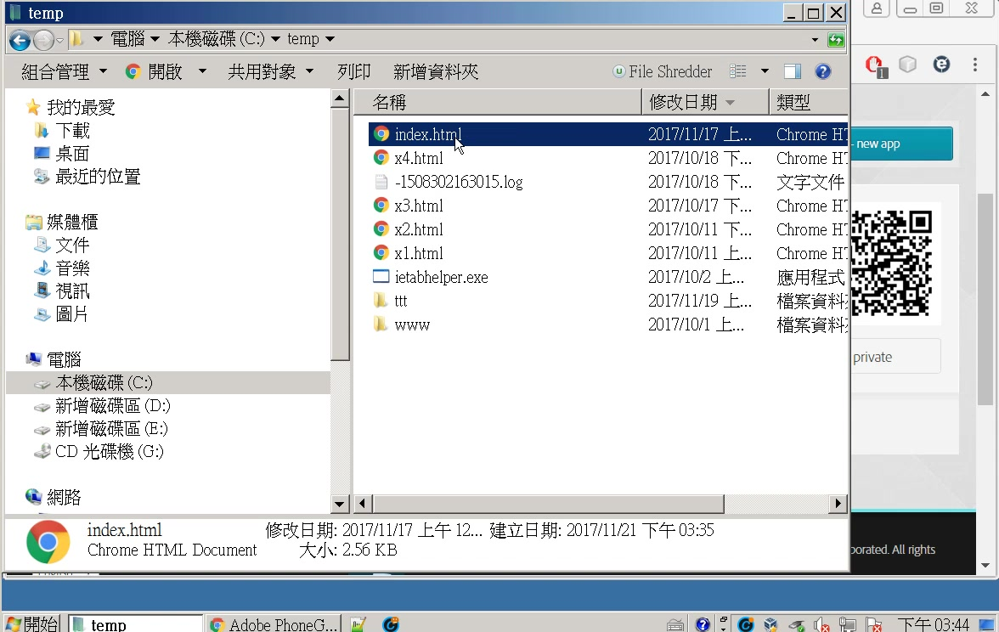 temp
電腦 本機磁碟 (C:) temp
組合管理 開啟 共用對象 列印 新增資料夾 File Shredder
我的最愛
下載
桌面
最近的位置
媒體櫃
文件
音樂
視訊
圖片
電腦
本機磁碟 (C:)
新增磁碟區 (D:)
新增磁碟區 (E:)
CD 光碟機 (G:)
網路
名稱 修改日期 類型
index.html 2017/11/17 上... Chrome HT
x4.html 2017/10/18 下... Chrome HT
-1508302163015.log 2017/10/18 下... 文字文件
x3.html 2017/10/17 下... Chrome HT
x2.html 2017/10/11 下... Chrome HT
x1.html 2017/10/11 上... Chrome HT
ietabhelper.exe 2017/10/2 上... 應用程式
ttt 2017/11/19 上... 檔案資料夾
www 2017/10/1 上... 檔案資料夾
index.html 修改日期: 2017/11/17 上午 12... 建立日期: 2017/11/21 下午 03:35
Chrome HTML Document 大小: 2.56 KB
1
new app
private
porated. All rights
開始 temp Adobe PhoneG... 下午 03:44